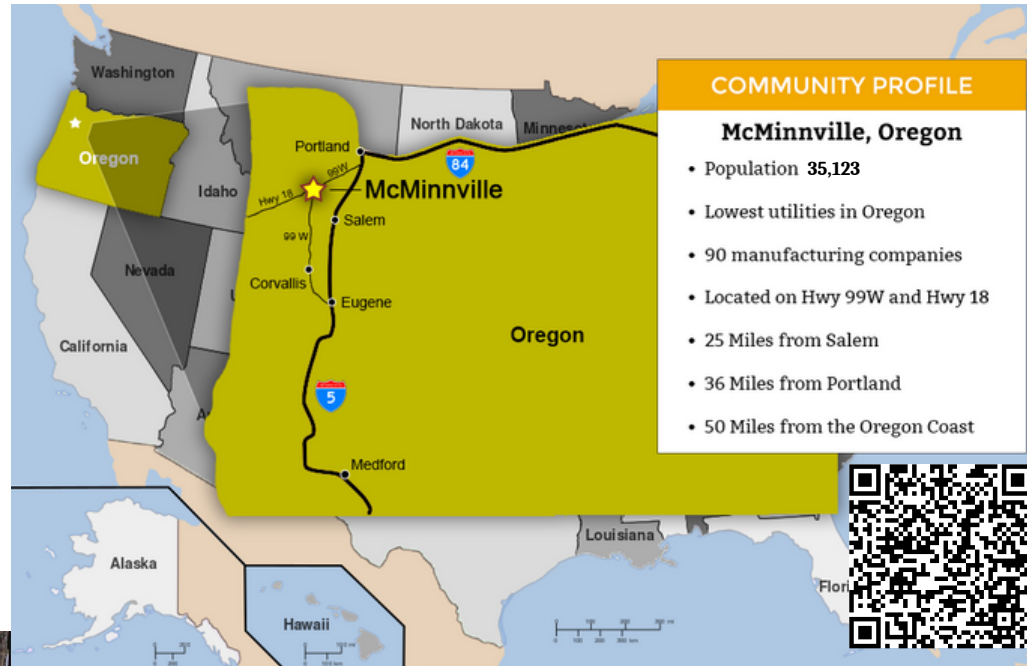 Washington
North Dakota
Oregon
Idaho
Nevada
California
Portland
84
99W
Hwy 18
McMinnville
Salem
99 W
Corvallis
Eugene
Oregon
5
Medford
COMMUNITY PROFILE
McMinnville, Oregon
• Population 35,123
• Lowest utilities in Oregon
• 90 manufacturing companies
• Located on Hwy 99W and Hwy 18
• 25 Miles from Salem
• 36 Miles from Portland
• 50 Miles from the Oregon Coast
Louisiana
Alaska
Hawaii